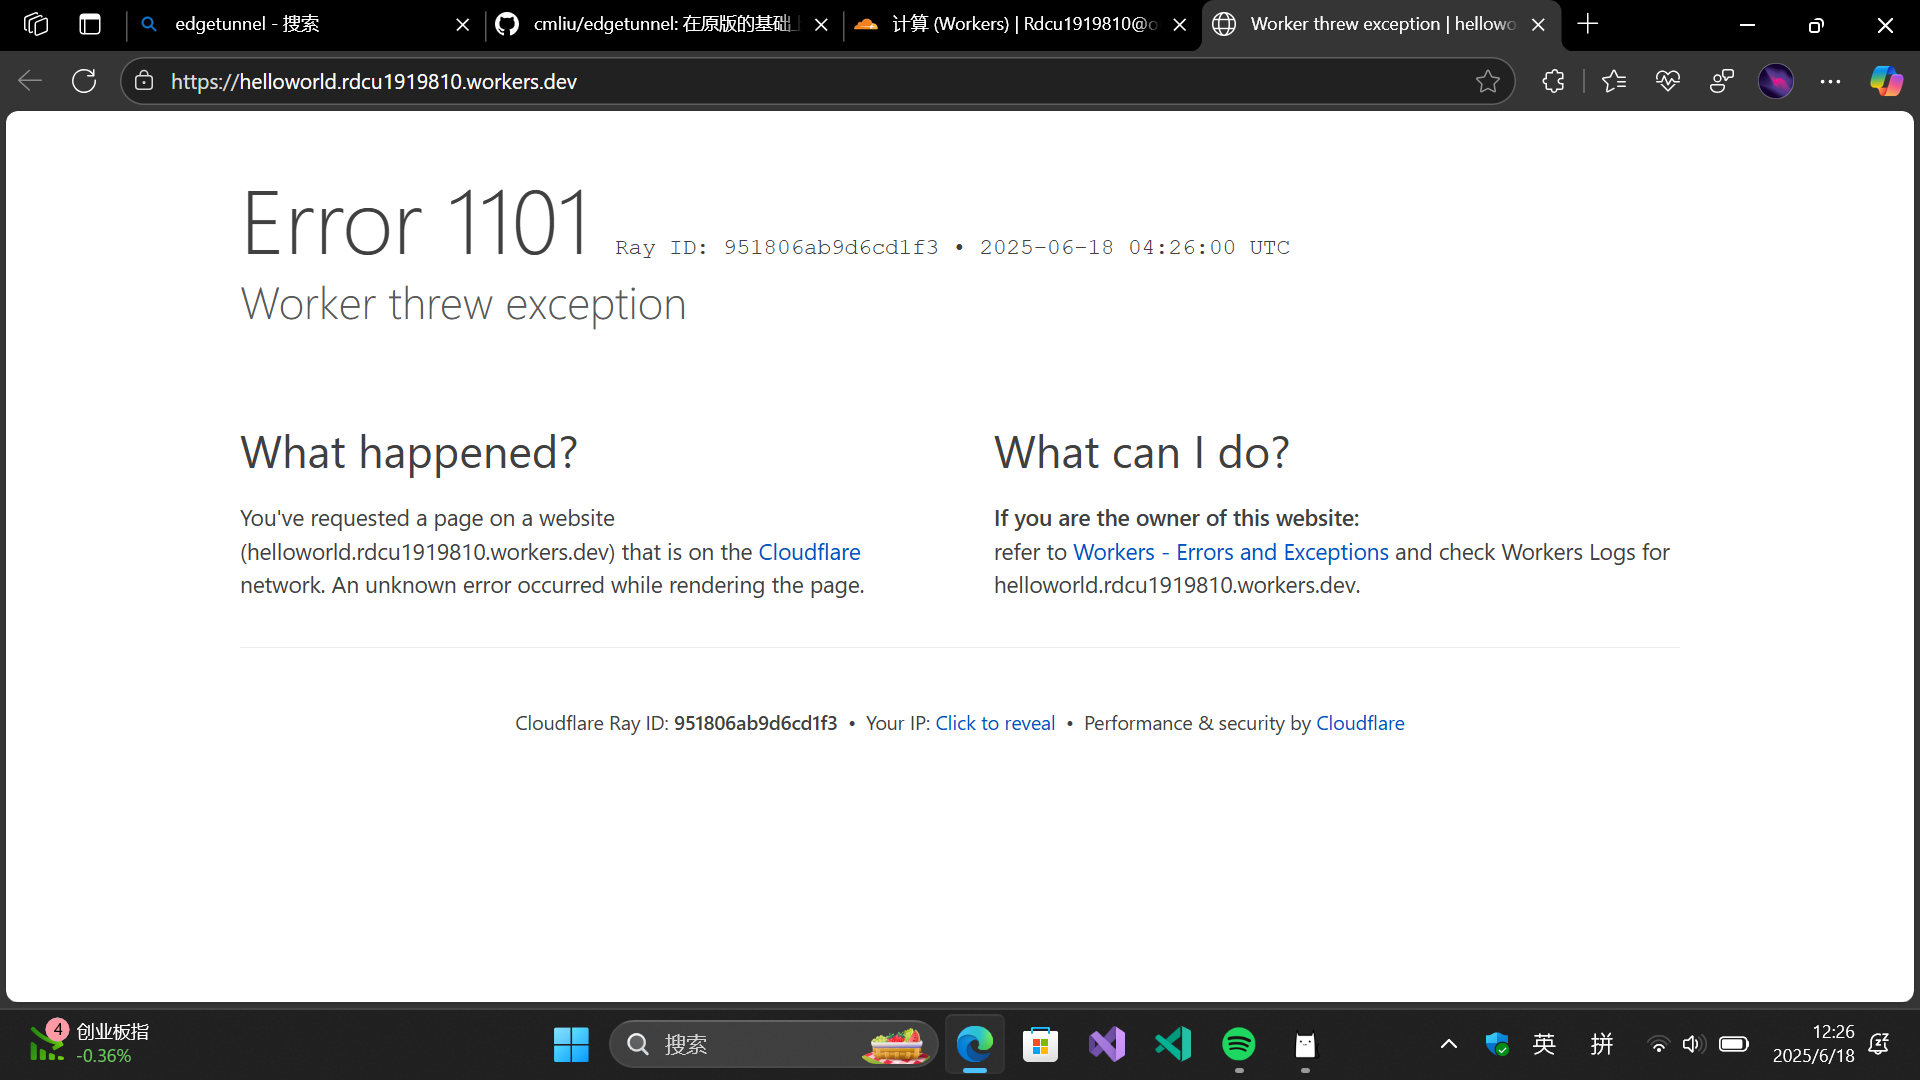 edgetunnel - 搜索
cmliu/edgetunnel: 在原版的基础上
计算 (Workers) | Rdcu1919810@o
Worker threw exception | hellowo
https://helloworld.rdcu1919810.workers.dev
Error 1101
Ray ID: 951806ab9d6cd1f3 • 2025-06-18 04:26:00 UTC
Worker threw exception
What happened?
You've requested a page on a website
(helloworld.rdcu1919810.workers.dev) that is on the Cloudflare
network. An unknown error occurred while rendering the page.
What can I do?
If you are the owner of this website:
refer to Workers - Errors and Exceptions and check Workers Logs for
helloworld.rdcu1919810.workers.dev.
Cloudflare Ray ID: 951806ab9d6cd1f3 • Your IP: Click to reveal • Performance & security by Cloudflare
4
创业板指
-0.36%
搜索
英
拼
12:26
2025/6/18